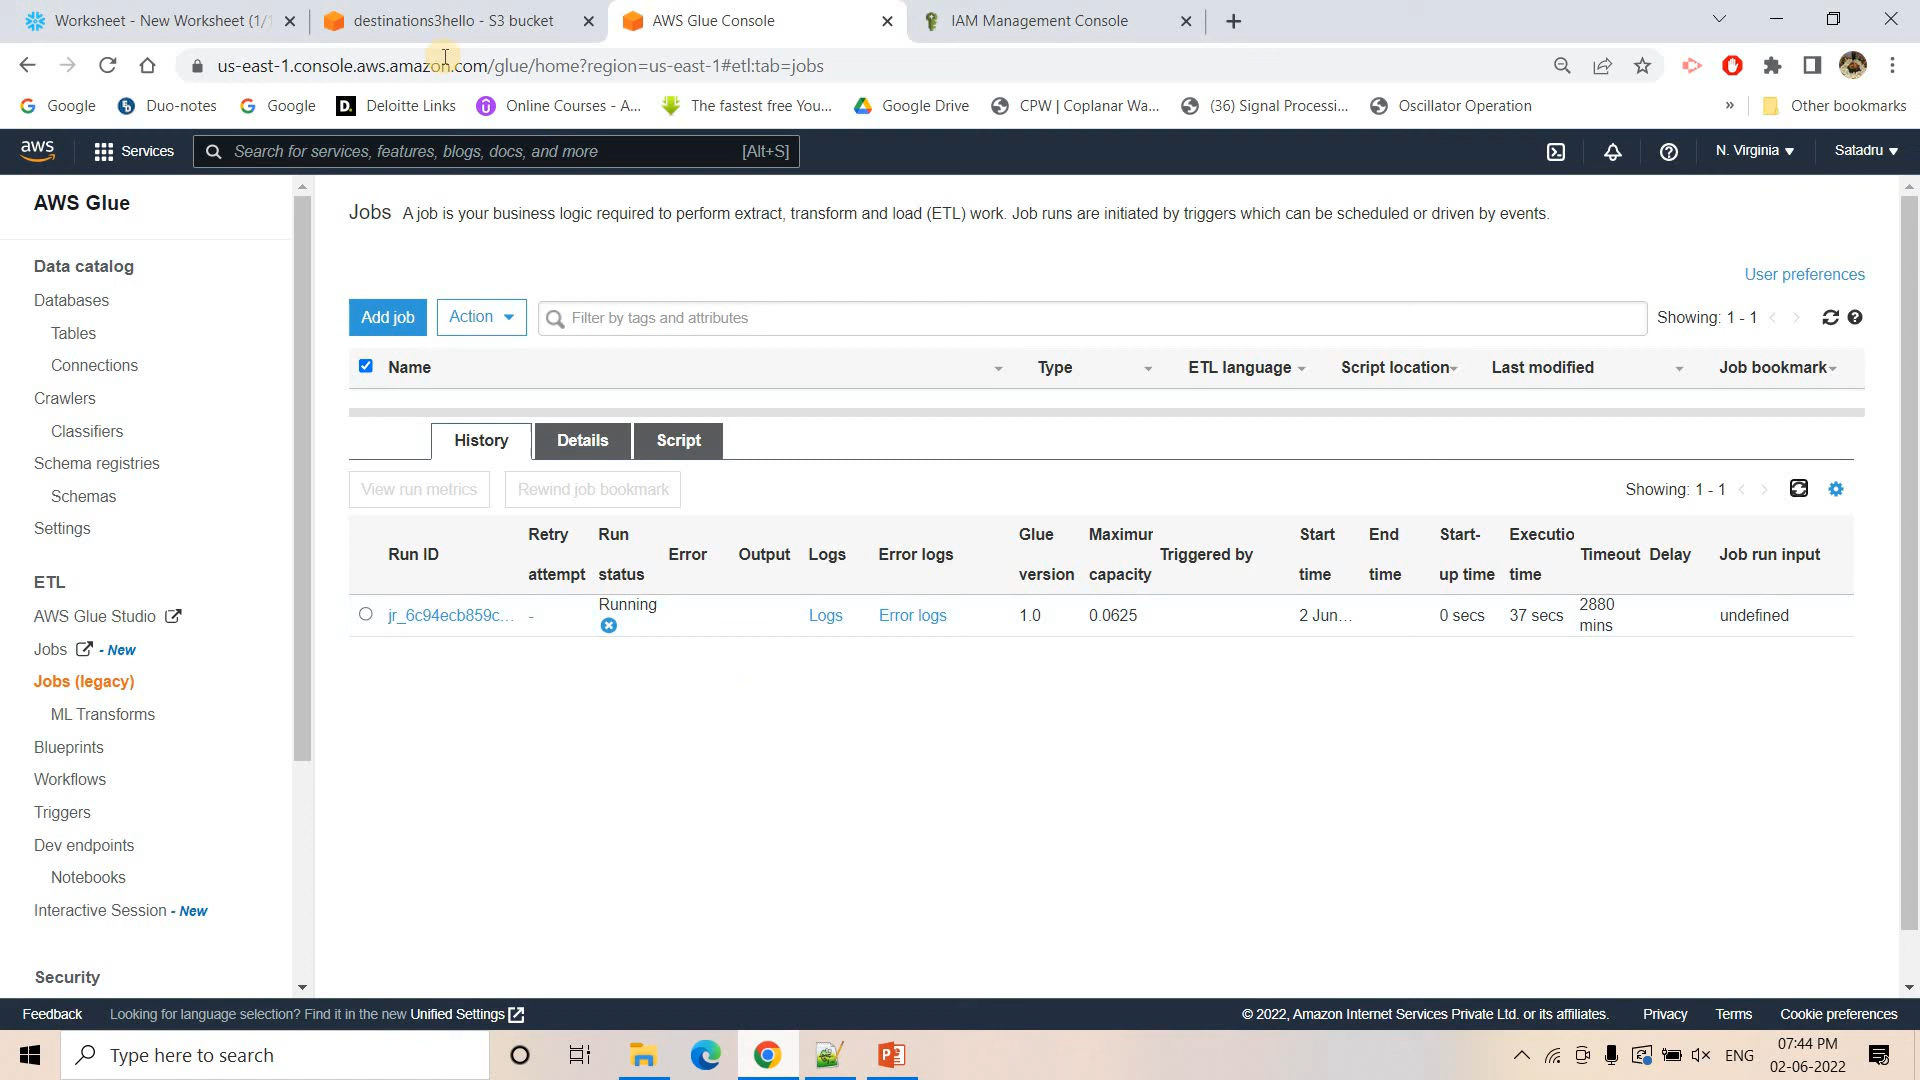 Worksheet - New Worksheet (1/1
destinations3hello - S3 bucket
AWS Glue Console
IAM Management Console
us-east-1.console.aws.amazon.com/glue/home?region=us-east-1#etl:tab=jobs
Google
Duo-notes
Google
Deloitte Links
Online Courses - A...
The fastest free You...
Google Drive
CPW | Coplanar Wa...
(36) Signal Processi...
Oscillator Operation
»
Other bookmarks
aws
Services
Search for services, features, blogs, docs, and more
[Alt+S]
N. Virginia
Satadru
AWS Glue
Data catalog
Databases
Tables
Connections
Crawlers
Classifiers
Schema registries
Schemas
Settings
ETL
AWS Glue Studio
Jobs - New
Jobs (legacy)
ML Transforms
Blueprints
Workflows
Triggers
Dev endpoints
Notebooks
Interactive Session - New
Security
Jobs A job is your business logic required to perform extract, transform and load (ETL) work. Job runs are initiated by triggers which can be scheduled or driven by events.
User preferences
Add job
Action
Filter by tags and attributes
Showing: 1 - 1
Name
Type
ETL language
Script location
Last modified
Job bookmark
History
Details
Script
View run metrics
Rewind job bookmark
Showing: 1 - 1
Run ID
Retry attempt
Run status
Error
Output
Logs
Error logs
Glue version
Maximur capacity
Triggered by
Start time
End time
Start-up time
Executio time
Timeout
Delay
Job run input
jr_6c94ecb859c...
-
Running
Logs
Error logs
1.0
0.0625
2 Jun...
0 secs
37 secs
2880 mins
undefined
Feedback
Looking for language selection? Find it in the new Unified Settings
© 2022, Amazon Internet Services Private Ltd. or its affiliates.
Privacy
Terms
Cookie preferences
Type here to search
ENG
07:44 PM
02-06-2022